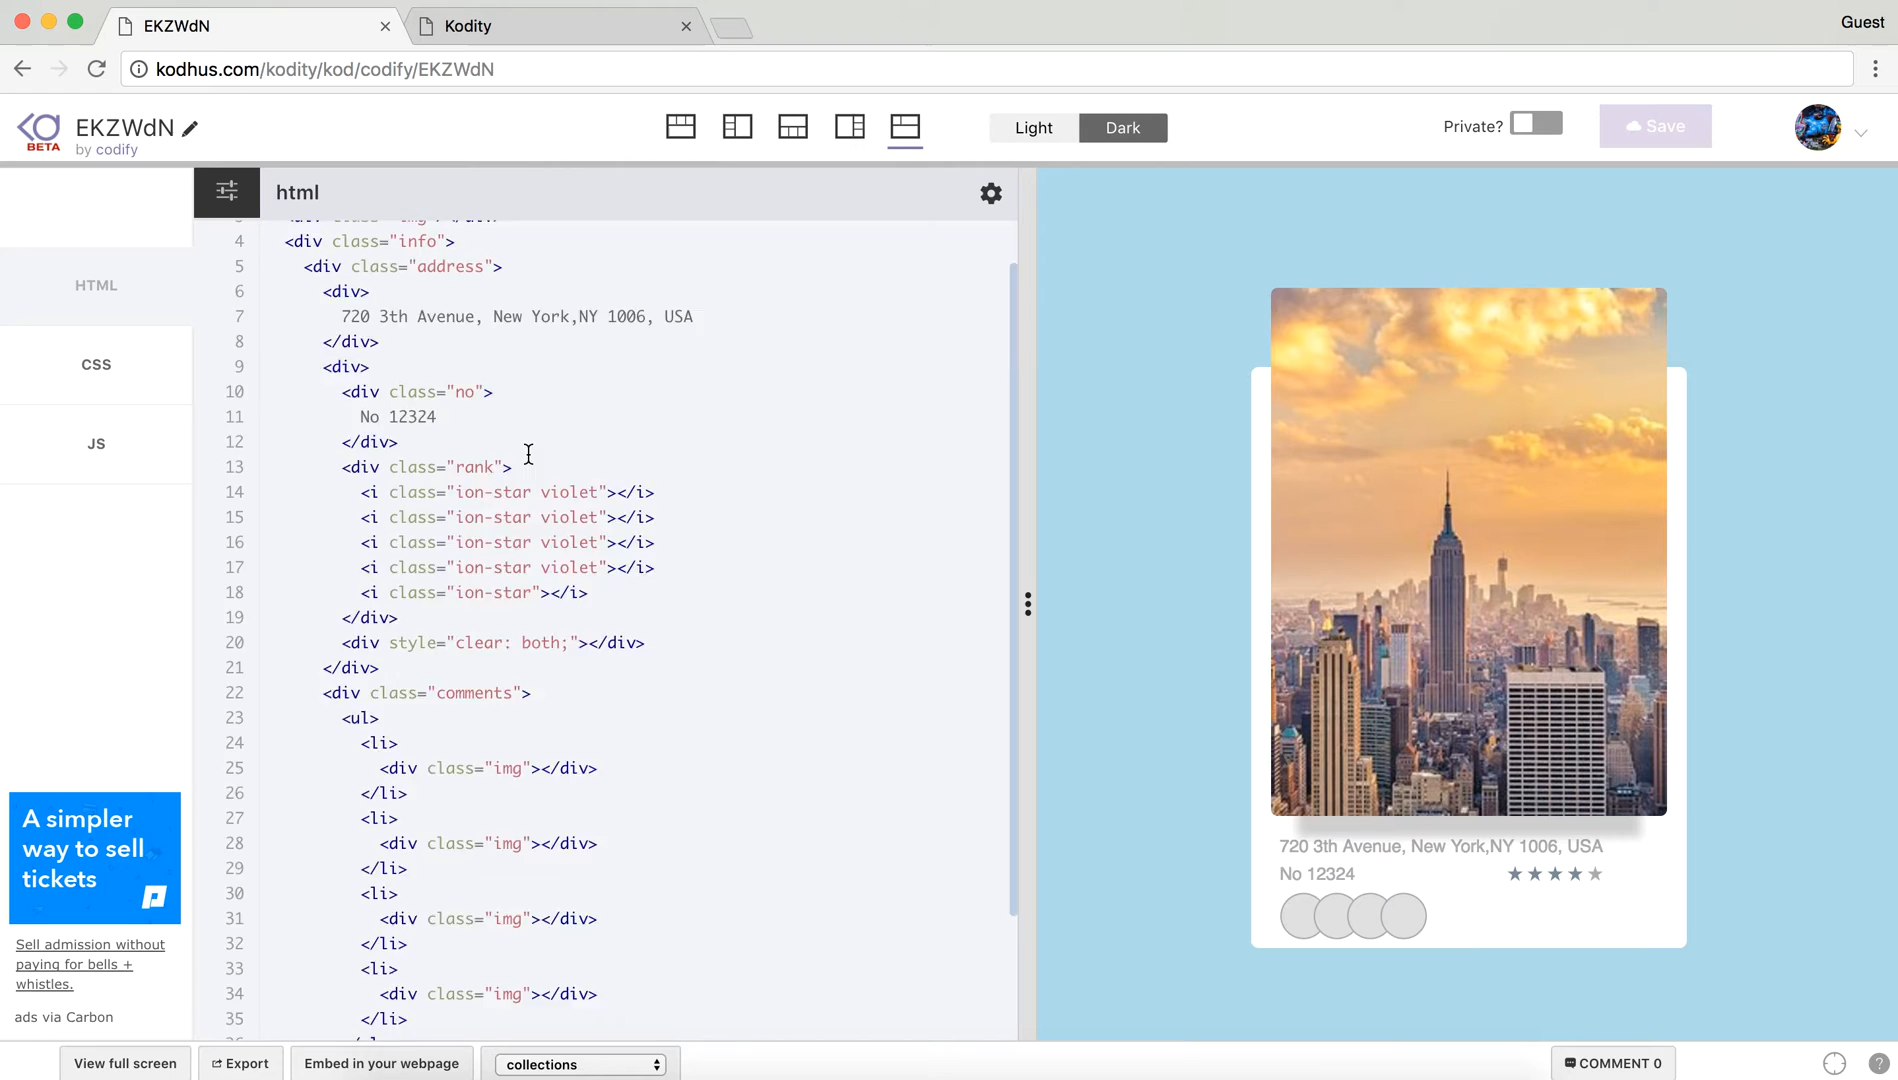 EKZWdN
Kodity
Guest
kodhus.com/kodity/kod/codify/EKZWdN
BETA
EKZWdN
by codify
Light
Dark
Private?
Save
html
HTML
CSS
JS
4 <div class="info">
5 <div class="address">
6 <div>
7 720 3th Avenue, New York,NY 1006, USA
8 </div>
9 <div>
10 <div class="no">
11 No 12324
12 </div>
13 <div class="rank">
14 <i class="ion-star violet"></i>
15 <i class="ion-star violet"></i>
16 <i class="ion-star violet"></i>
17 <i class="ion-star violet"></i>
18 <i class="ion-star"></i>
19 </div>
20 <div style="clear: both;"></div>
21 </div>
22 <div class="comments">
23 <ul>
24 <li>
25 <div class="img"></div>
26 </li>
27 <li>
28 <div class="img"></div>
29 </li>
30 <li>
31 <div class="img"></div>
32 </li>
33 <li>
34 <div class="img"></div>
35 </li>
720 3th Avenue, New York,NY 1006, USA
No 12324
A simpler
way to sell
tickets
Sell admission without
paying for bells +
whistles.
ads via Carbon
View full screen
Export
Embed in your webpage
collections
COMMENT 0
?